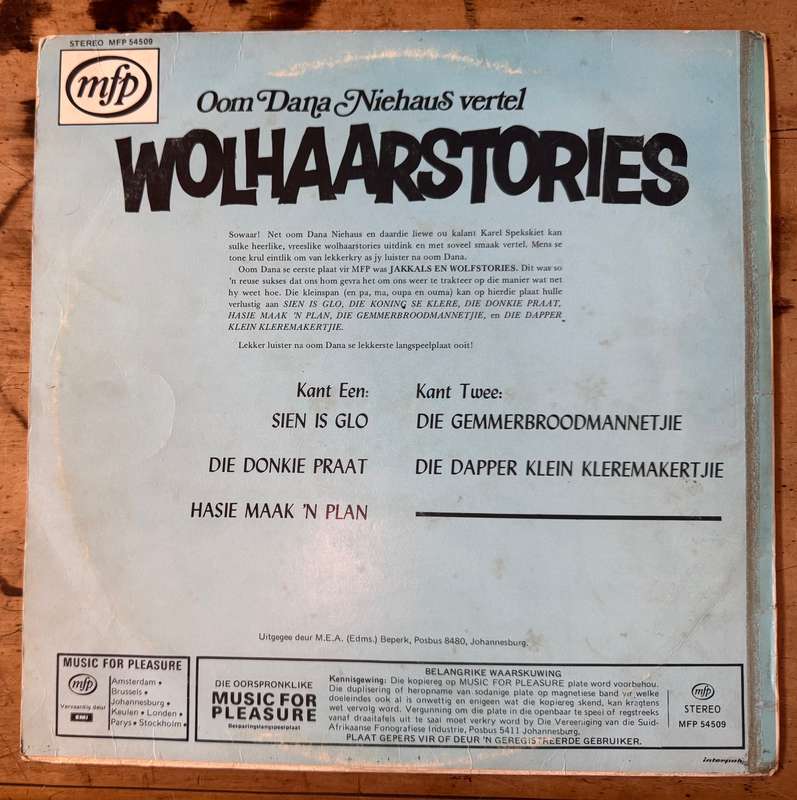 STEREO MFP 54509
mfp
Oom Dana Niehaus vertel
WOLHAARSTORIES
Sowaar! Net oom Dana Niehaus en daardie liewe ou kalant Karel Spekskiet kan
sulke heerlike, vreeslike wolhaarstories uitdink en met soveel smaak vertel. Mens se
tone krul eintlik om van lekkerkry as jy luister na oom Dana.
Oom Dana se eerste plaat vir MFP was JAKKALS EN WOLFSTORIES. Dit was so
'n reuse sukses dat ons hom gevra het om ons weer te trakteer op die manier wat net
hy weet hoe. Die kleinspan (en pa, ma, oupa en ouma) kan op hierdie plaat hulle
verlustig aan SIEN IS GLO, DIE KONING SE KLERE, DIE DONKIE PRAAT,
HASIE MAAK 'N PLAN, DIE GEMMERBROODMANNETJIE, en DIE DAPPER
KLEIN KLEREMAKERTJIE.
Lekker luister na oom Dana se lekkerste langspeelplaat ooit!
Kant Een:
SIEN IS GLO
DIE DONKIE PRAAT
HASIE MAAK 'N PLAN
Kant Twee:
DIE GEMMERBROODMANNETJIE
DIE DAPPER KLEIN KLEREMAKERTJIE
Uitgegee deur M.E.A. (Edms.) Beperk, Posbus 8480, Johannesburg.
MUSIC FOR PLEASURE
mfp
Vervaardig deur
EMI
Amsterdam •
Brussels •
Johannesburg •
Keulen • Londen •
Parys • Stockholm •
DIE OORSPRONKLIKE
MUSIC FOR
PLEASURE
Besparingslangspeelplaat
BELANGRIKE WAARSKUWING
Kennisgewing: Die kopiereg op MUSIC FOR PLEASURE plate word voorbehou.
Die duplisering of heropname van sodanige plate op magnetiese band vir welke
doeleindes ook al is onwettig en enigeen wat die kopiereg skend, kan kragtens
wet vervolg word. Vergunning om die plate in die openbaar te speel of regstreeks
vanaf draaitafels uit te saai moet verkry word by Die Vereeniging van die Suid-
Afrikaanse Fonografiese Industrie, Posbus 5411 Johannesburg.
PLAAT GEPERS VIR OF DEUR 'N GEREGISTREERDE GEBRUIKER.
mfp
STEREO
MFP 54509